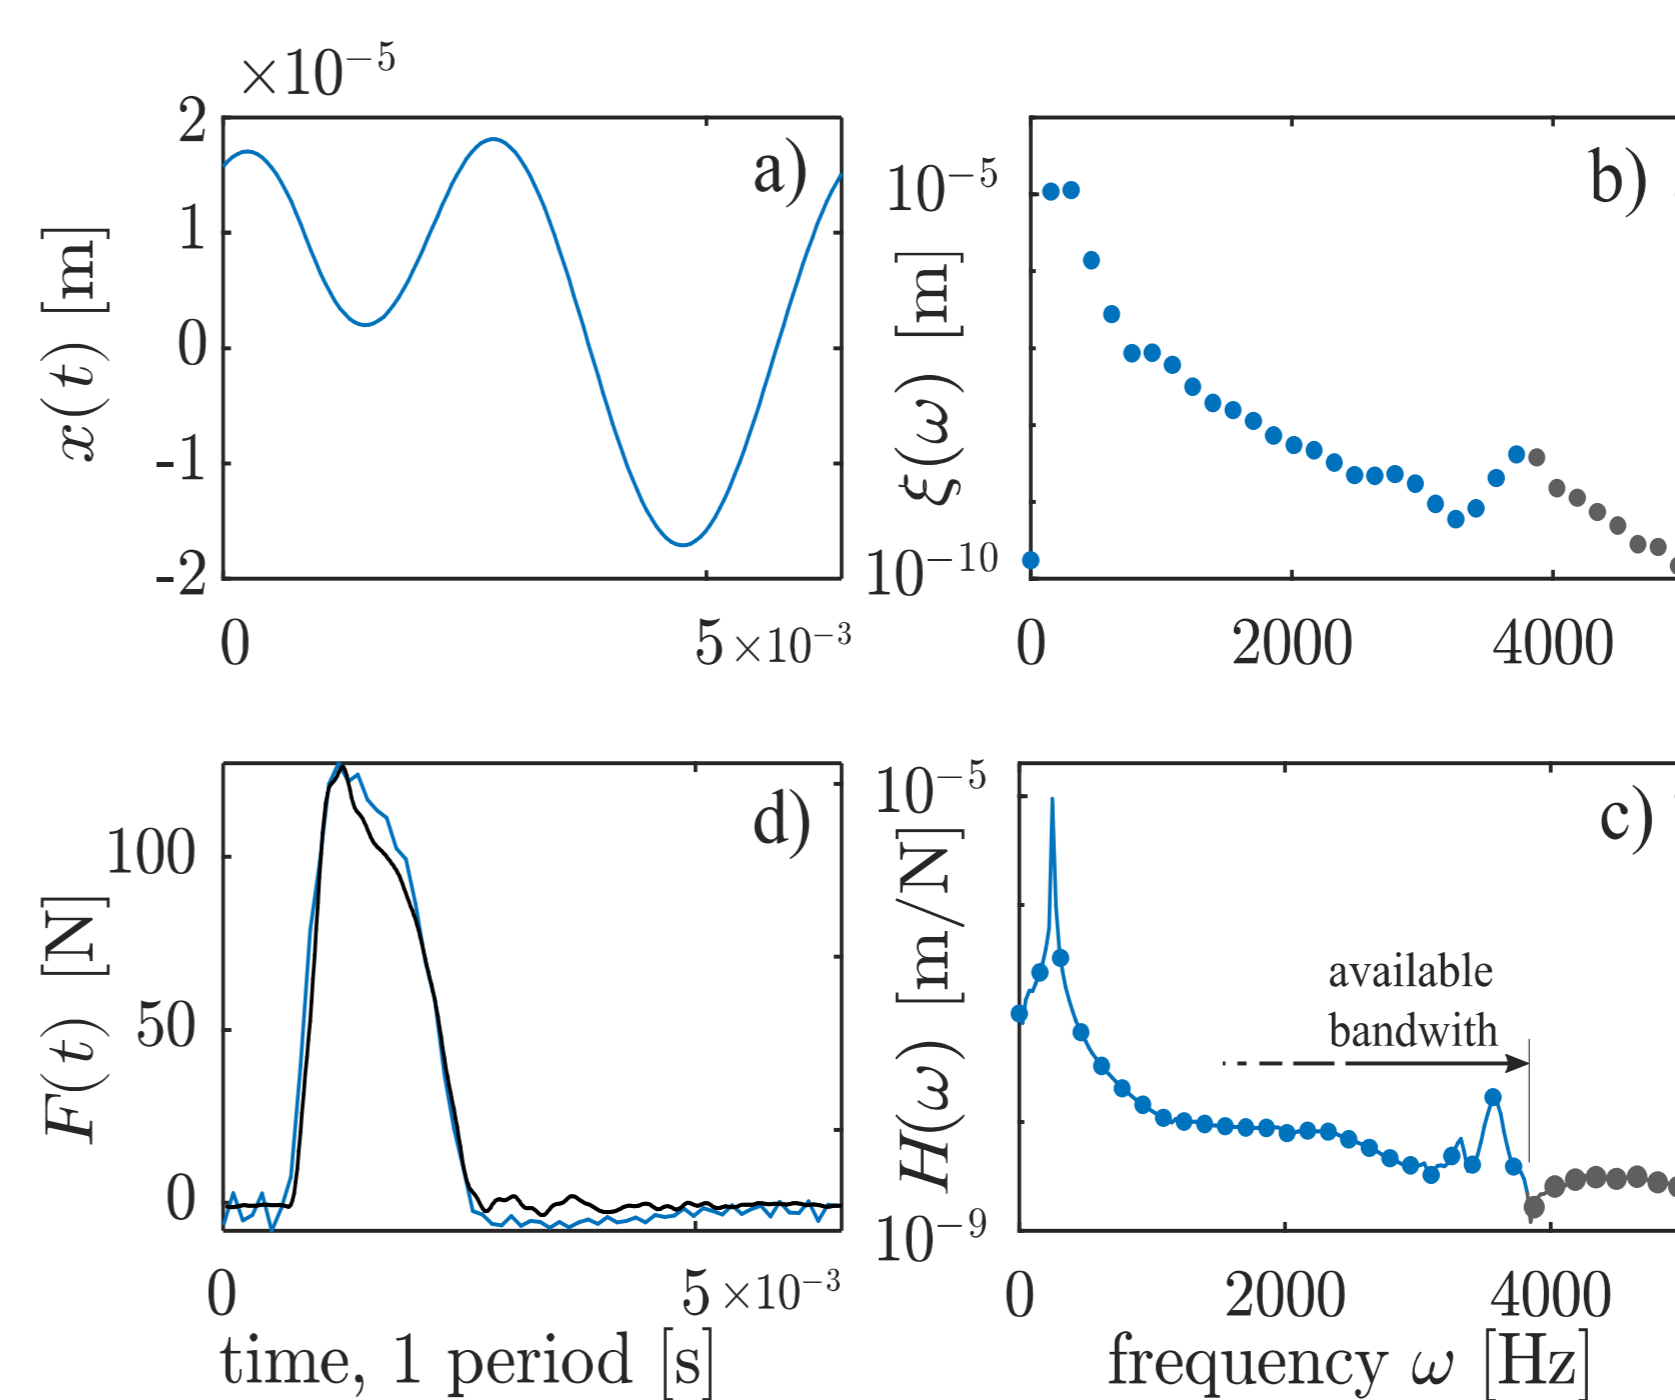 ×10⁻⁵
2
1
0
-1
-2
x(t) [m]
a)
0
5 ×10⁻³
10⁻⁵
10⁻¹⁰
ξ(ω) [m]
b)
0
2000
4000
100
50
0
F(t) [N]
d)
0
5 ×10⁻³
time, 1 period [s]
10⁻⁵
10⁻⁹
H(ω) [m/N]
c)
available
bandwith
0
2000
4000
frequency ω [Hz]